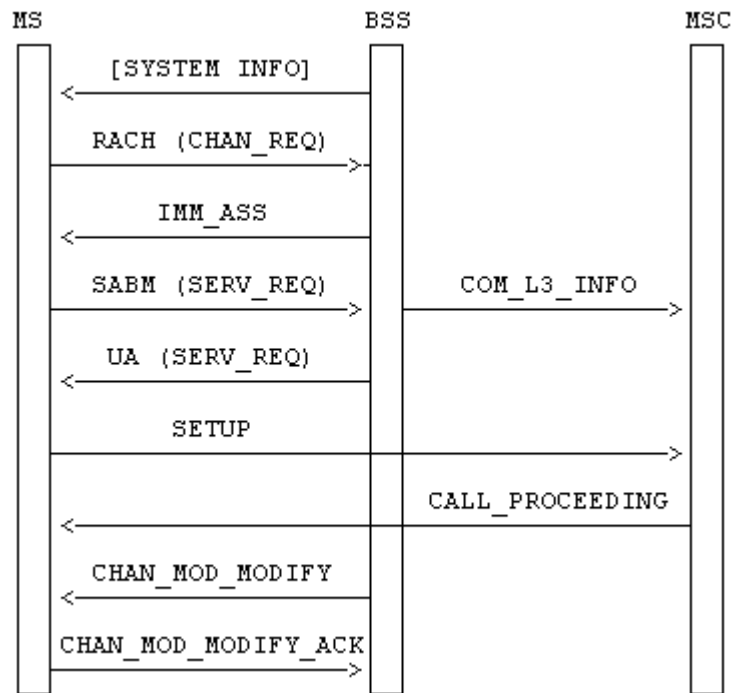 MS BSS MSC
[SYSTEM INFO]
RACH (CHAN_REQ)
IMM_ASS
SABM (SERV_REQ) COM_L3_INFO
UA (SERV_REQ)
SETUP
CALL_PROCEEDING
CHAN_MOD_MODIFY
CHAN_MOD_MODIFY_ACK